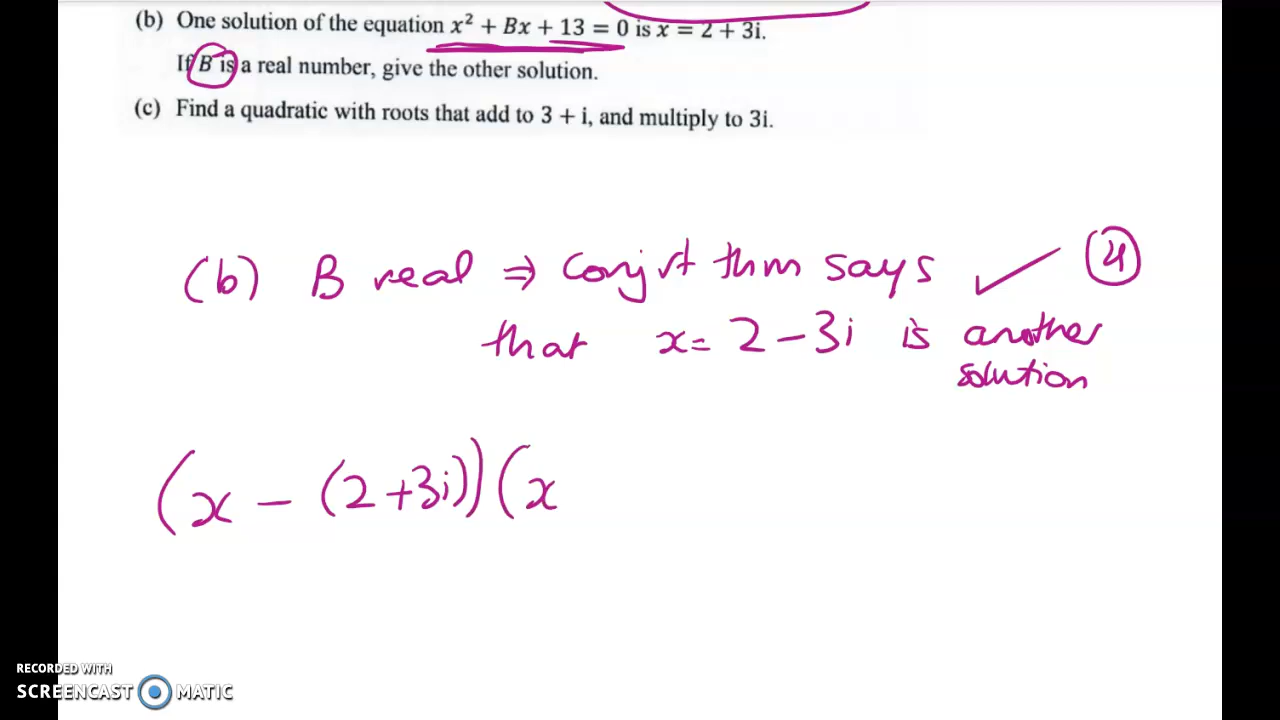 (b) One solution of the equation x² + Bx + 13 = 0 is x = 2 + 3i.
If B is a real number, give the other solution.
(c) Find a quadratic with roots that add to 3 + i, and multiply to 3i.
(b) B real ⇒ conj rt thm says ✓ (4)
that x = 2 - 3i is another
solution
(x - (2+3i))(x
RECORDED WITH
SCREENCAST MATIC